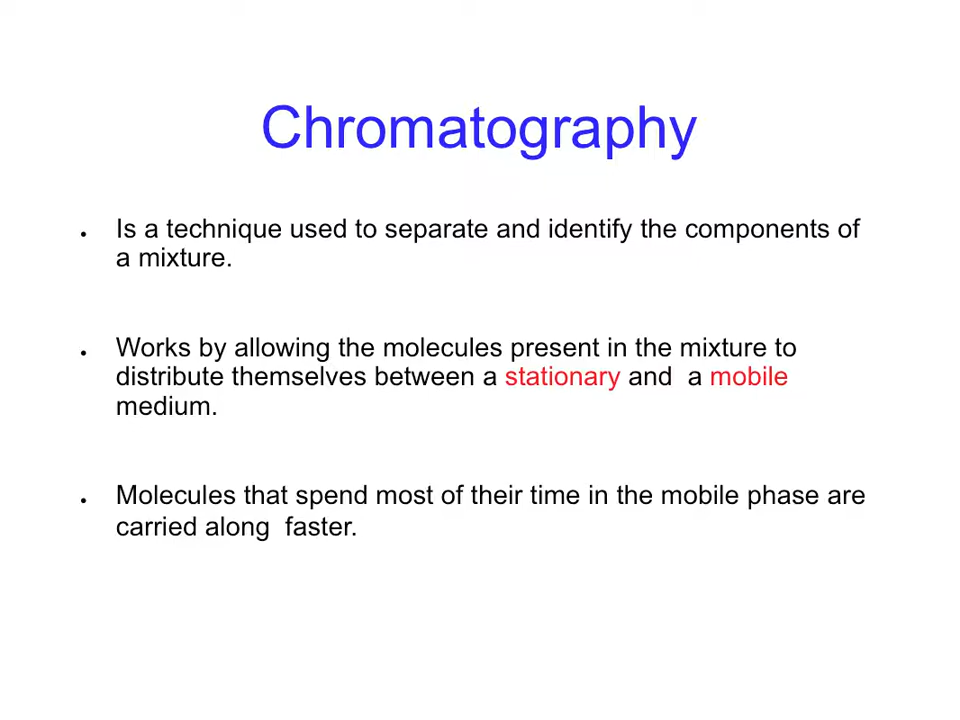 Chromatography
● Is a technique used to separate and identify the components of
a mixture.
● Works by allowing the molecules present in the mixture to
distribute themselves between a stationary and  a mobile
medium.
● Molecules that spend most of their time in the mobile phase are
carried along  faster.